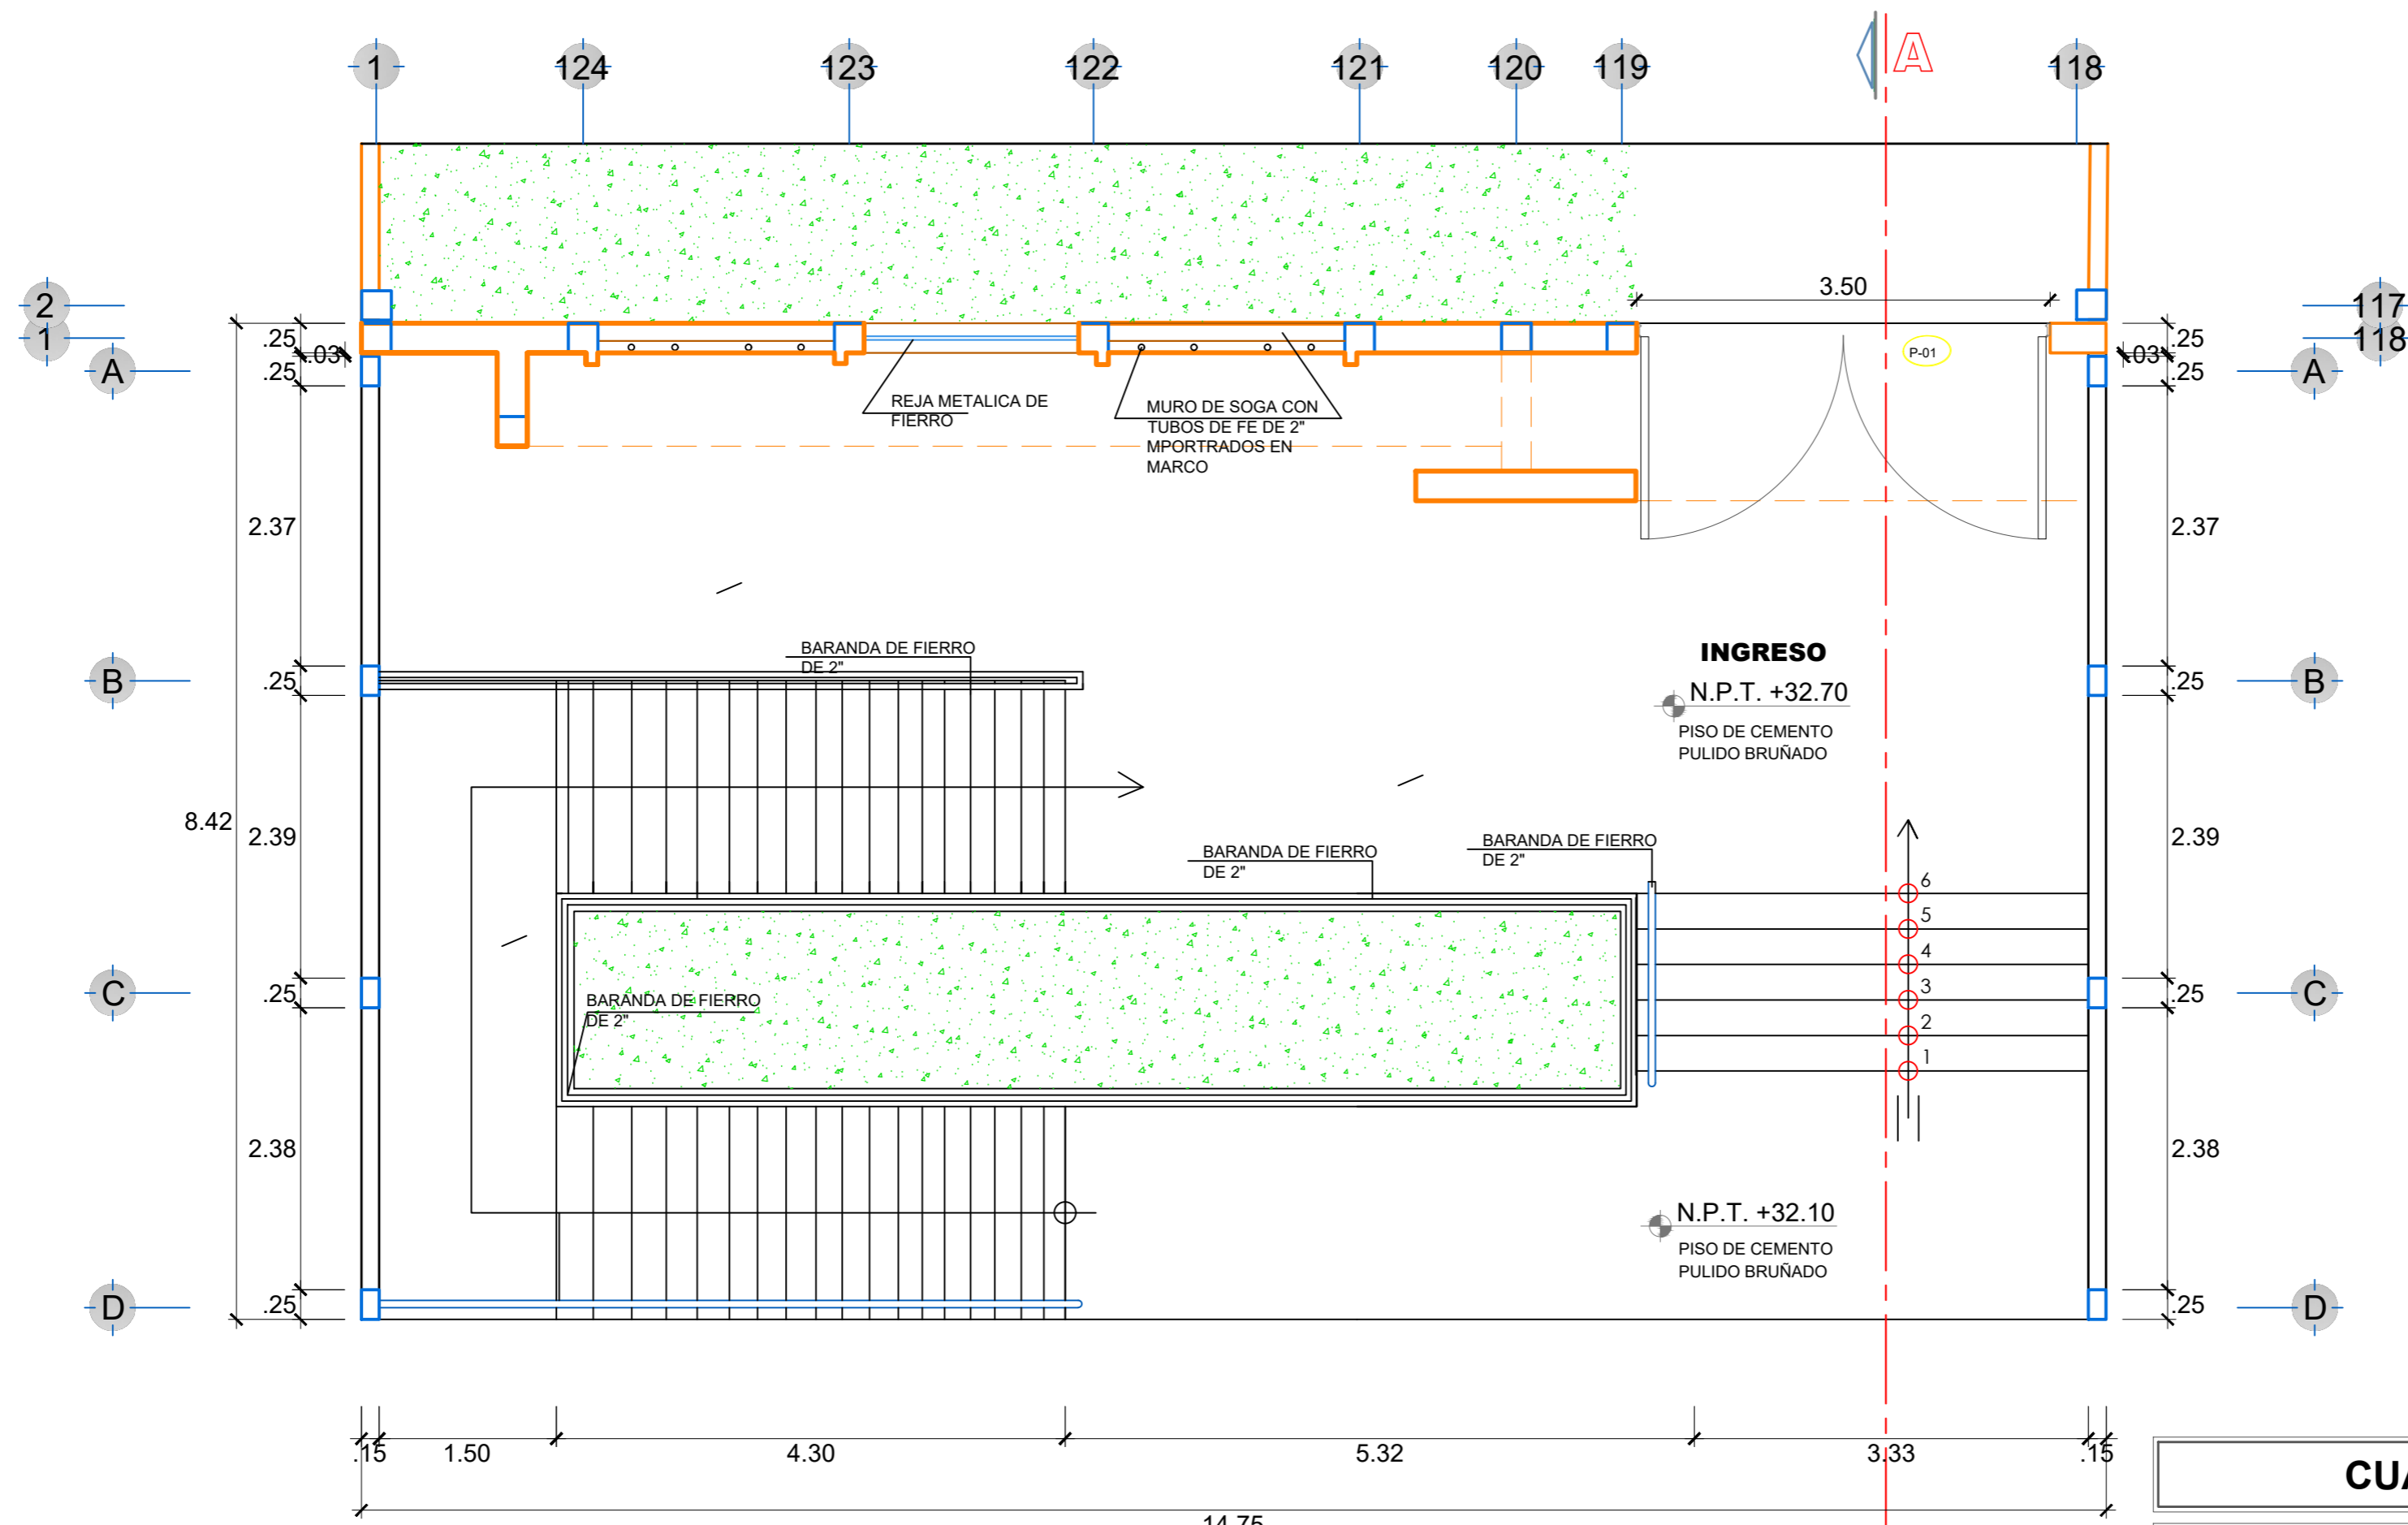 1
124
123
122
121
120
119
A
118
3.50
2
1
A
.25
.03
.25
P-01
117
118
.25
.03
.25
A
REJA METALICA DE
FIERRO
MURO DE SOGA CON
TUBOS DE FE DE 2"
MPORTRADOS EN
MARCO
2.37
2.37
BARANDA DE FIERRO
DE 2"
INGRESO
N.P.T. +32.70
PISO DE CEMENTO
PULIDO BRUÑADO
B
.25
.25
B
8.42
2.39
2.39
BARANDA DE FIERRO
DE 2"
BARANDA DE FIERRO
DE 2"
6
5
4
3
2
1
C
.25
.25
C
BARANDA DE FIERRO
DE 2"
2.38
2.38
N.P.T. +32.10
PISO DE CEMENTO
PULIDO BRUÑADO
D
.25
.25
D
.15
1.50
4.30
5.32
3.33
.15
14.75